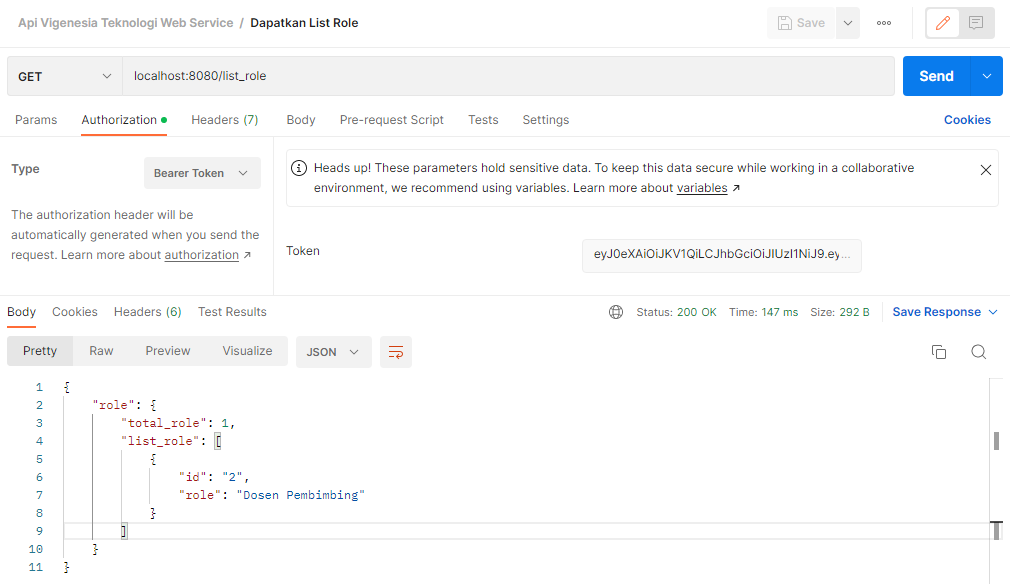 Api Vigenesia Teknologi Web Service / Dapatkan List Role
Save
GET localhost:8080/list_role
Send
Params Authorization Headers (7) Body Pre-request Script Tests Settings Cookies
Type Bearer Token
The authorization header will be
automatically generated when you send the
request. Learn more about authorization ↗
Heads up! These parameters hold sensitive data. To keep this data secure while working in a collaborative
environment, we recommend using variables. Learn more about variables ↗
Token eyJ0eXAiOiJKV1QiLCJhbGciOiJIUzI1NiJ9.ey...
Body Cookies Headers (6) Test Results Status: 200 OK Time: 147 ms Size: 292 B Save Response
Pretty Raw Preview Visualize JSON
1 {
2 "role": {
3 "total_role": 1,
4 "list_role": [
5 {
6 "id": "2",
7 "role": "Dosen Pembimbing"
8 }
9 ]
10 }
11 }